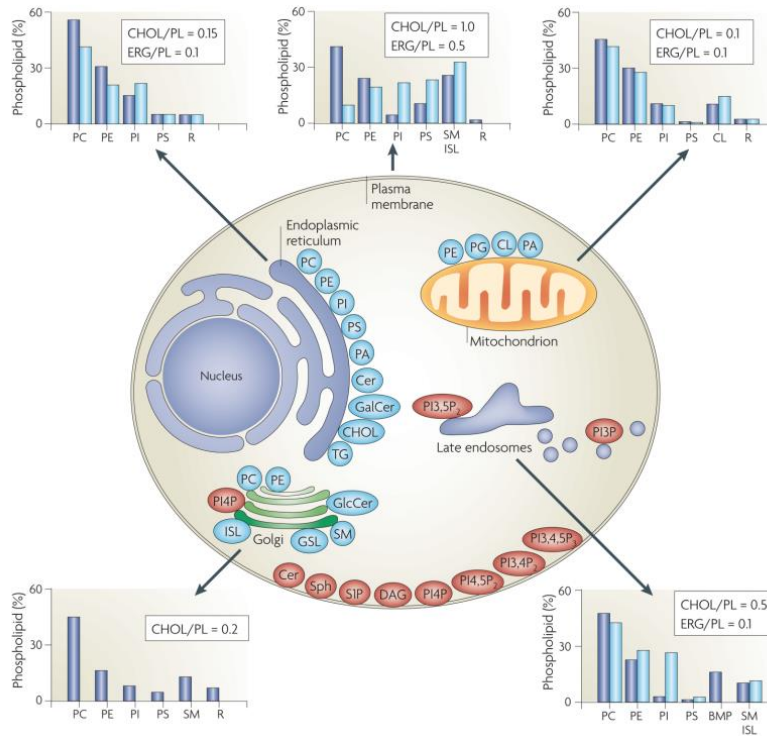 Phospholipid (%)
60
30
0
CHOL/PL = 0.15
ERG/PL = 0.1
PC PE PI PS R
Phospholipid (%)
60
30
0
CHOL/PL = 1.0
ERG/PL = 0.5
PC PE PI PS SM R
ISL
Phospholipid (%)
60
30
0
CHOL/PL = 0.1
ERG/PL = 0.1
PC PE PI PS CL R
Plasma
membrane
Endoplasmic
reticulum
PC
PE
PI
PS
PA
Cer
GalCer
CHOL
TG
Nucleus
PE PG CL PA
Mitochondrion
PI3,5P2
Late endosomes
PI3P
PC PE
PI4P
GlcCer
ISL
Golgi
GSL
SM
Cer
Sph
S1P
DAG
PI4P
PI4,5P2
PI3,4P2
PI3,4,5P3
Phospholipid (%)
60
30
0
CHOL/PL = 0.2
PC PE PI PS SM R
Phospholipid (%)
60
30
0
CHOL/PL = 0.5
ERG/PL = 0.1
PC PE PI PS BMP SM
ISL